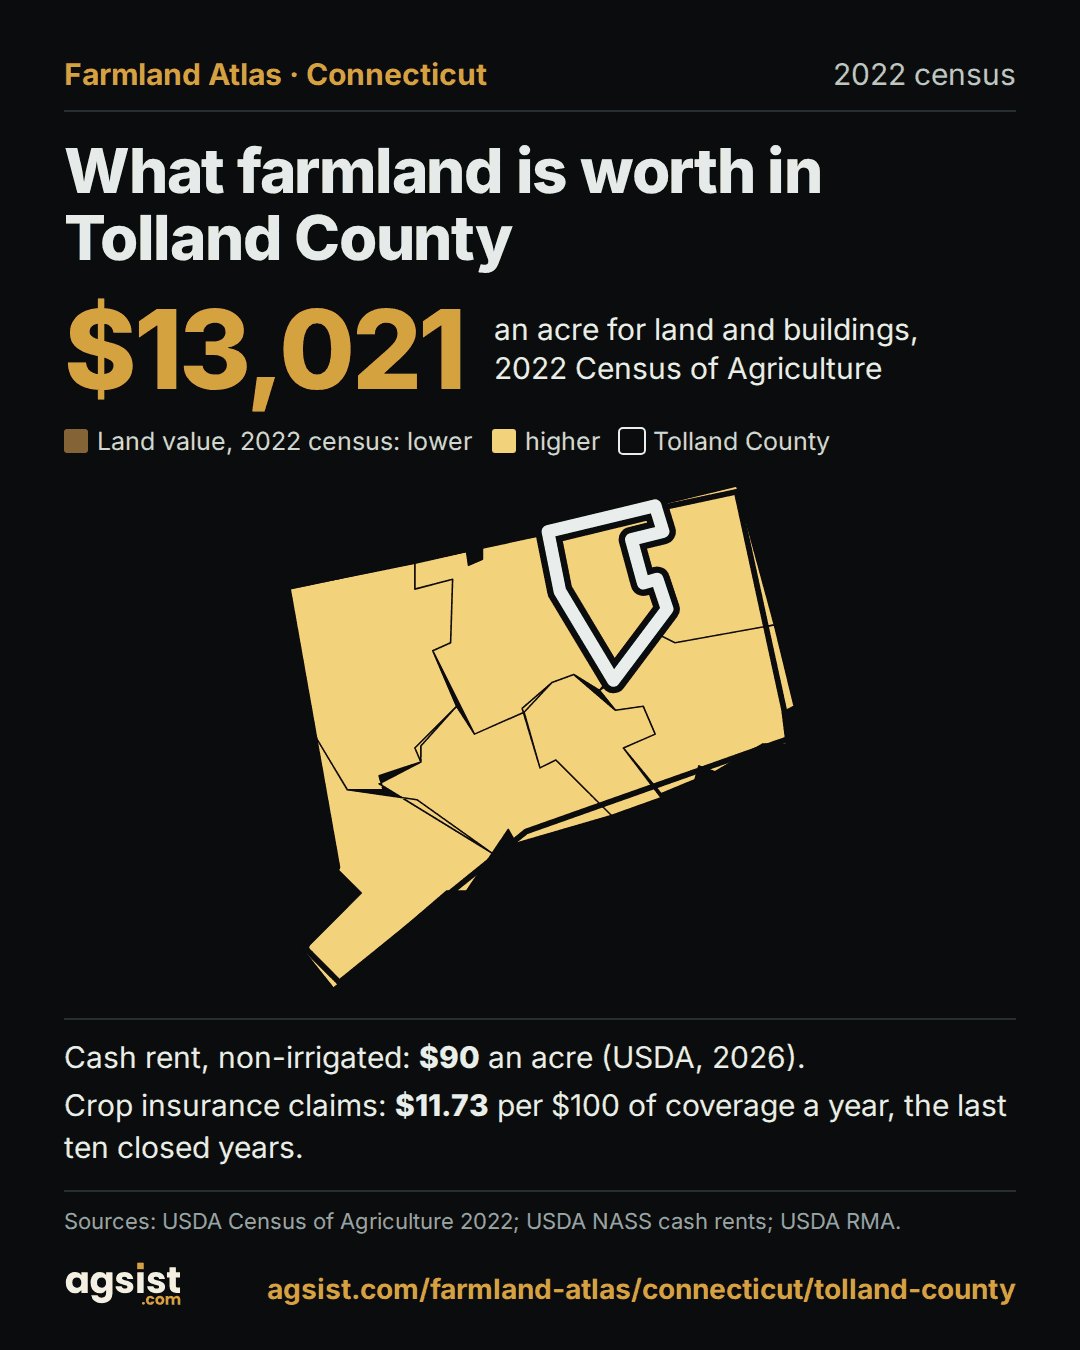 Farmland Atlas · Connecticut
2022 census
What farmland is worth in
Tolland County
$13,021
an acre for land and buildings,
2022 Census of Agriculture
Land value, 2022 census: lower
higher
Tolland County
Cash rent, non-irrigated: $90 an acre (USDA, 2026).
Crop insurance claims: $11.73 per $100 of coverage a year, the last
ten closed years.
Sources: USDA Census of Agriculture 2022; USDA NASS cash rents; USDA RMA.
agsist
.com
agsist.com/farmland-atlas/connecticut/tolland-county